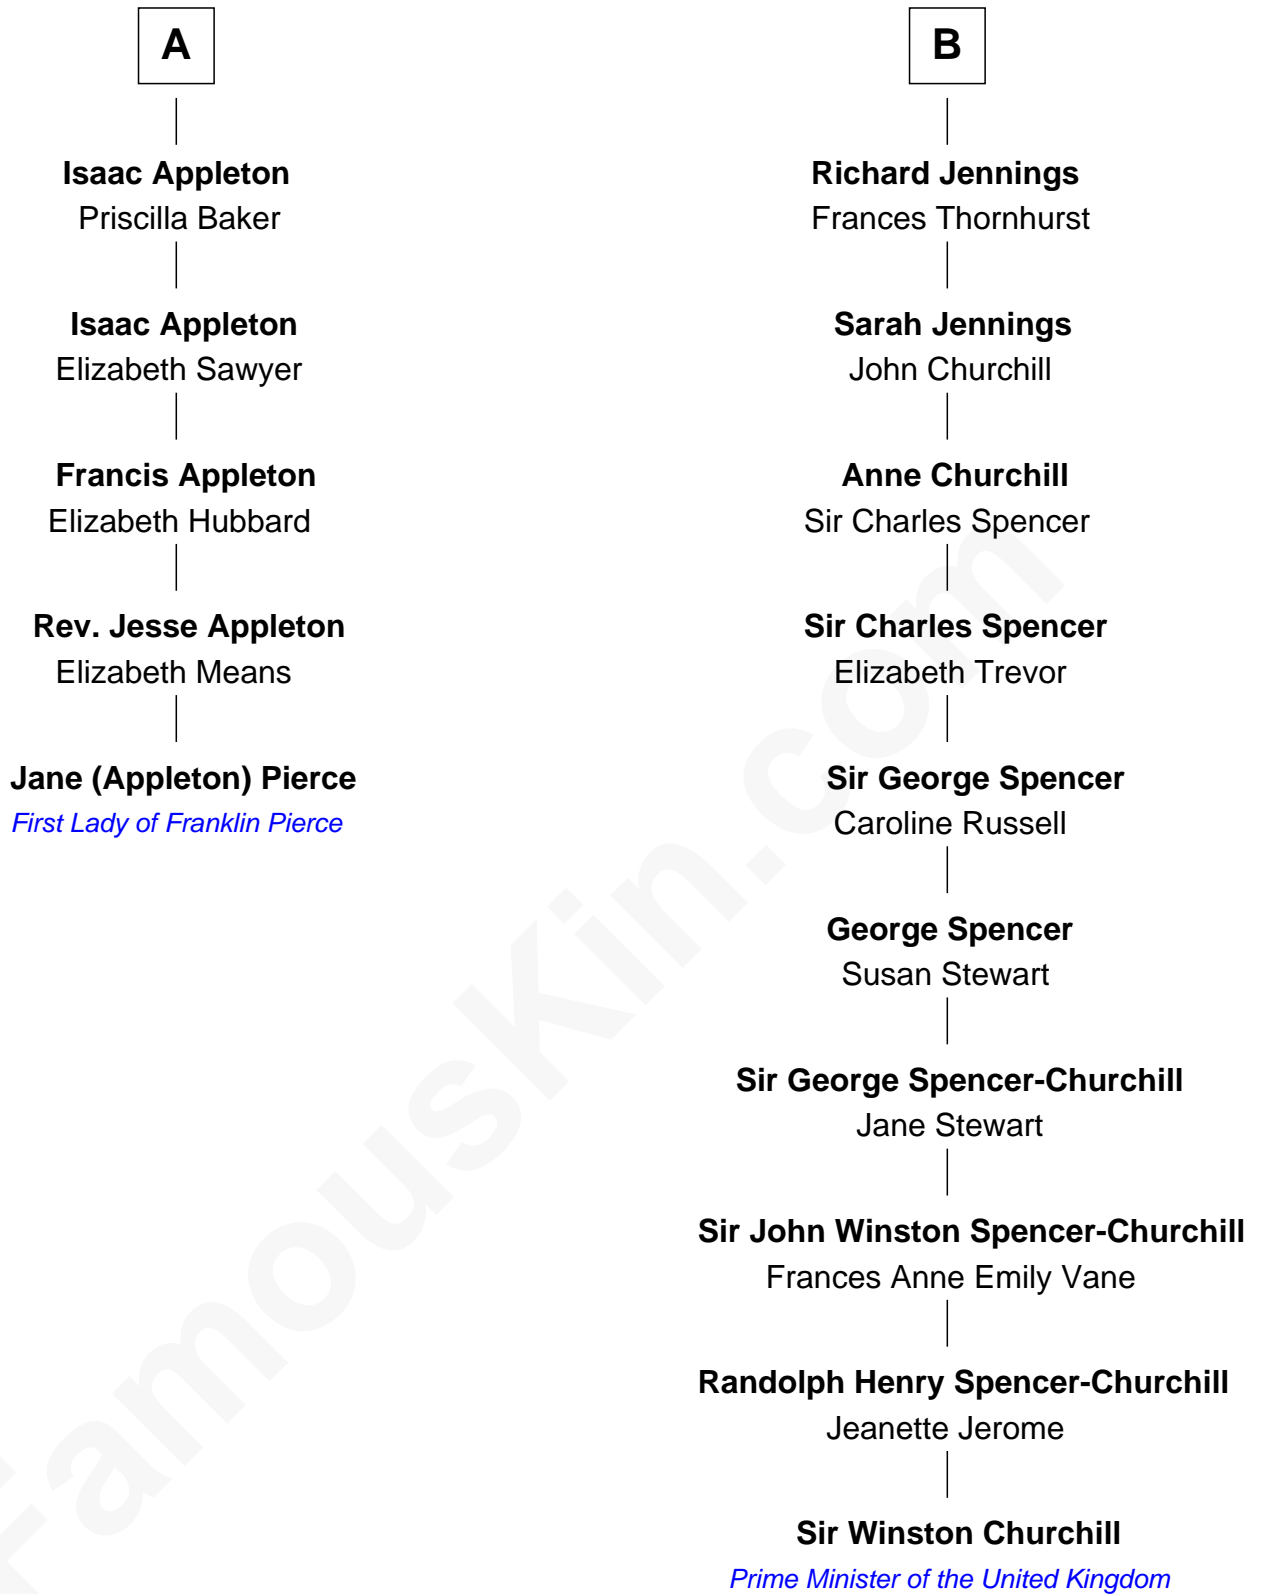 A
Isaac Appleton
Priscilla Baker
Isaac Appleton
Elizabeth Sawyer
Francis Appleton
Elizabeth Hubbard
Rev. Jesse Appleton
Elizabeth Means
Jane (Appleton) Pierce
First Lady of Franklin Pierce
B
Richard Jennings
Frances Thornhurst
Sarah Jennings
John Churchill
Anne Churchill
Sir Charles Spencer
Sir Charles Spencer
Elizabeth Trevor
Sir George Spencer
Caroline Russell
George Spencer
Susan Stewart
Sir George Spencer-Churchill
Jane Stewart
Sir John Winston Spencer-Churchill
Frances Anne Emily Vane
Randolph Henry Spencer-Churchill
Jeanette Jerome
Sir Winston Churchill
Prime Minister of the United Kingdom
FamousKin.com